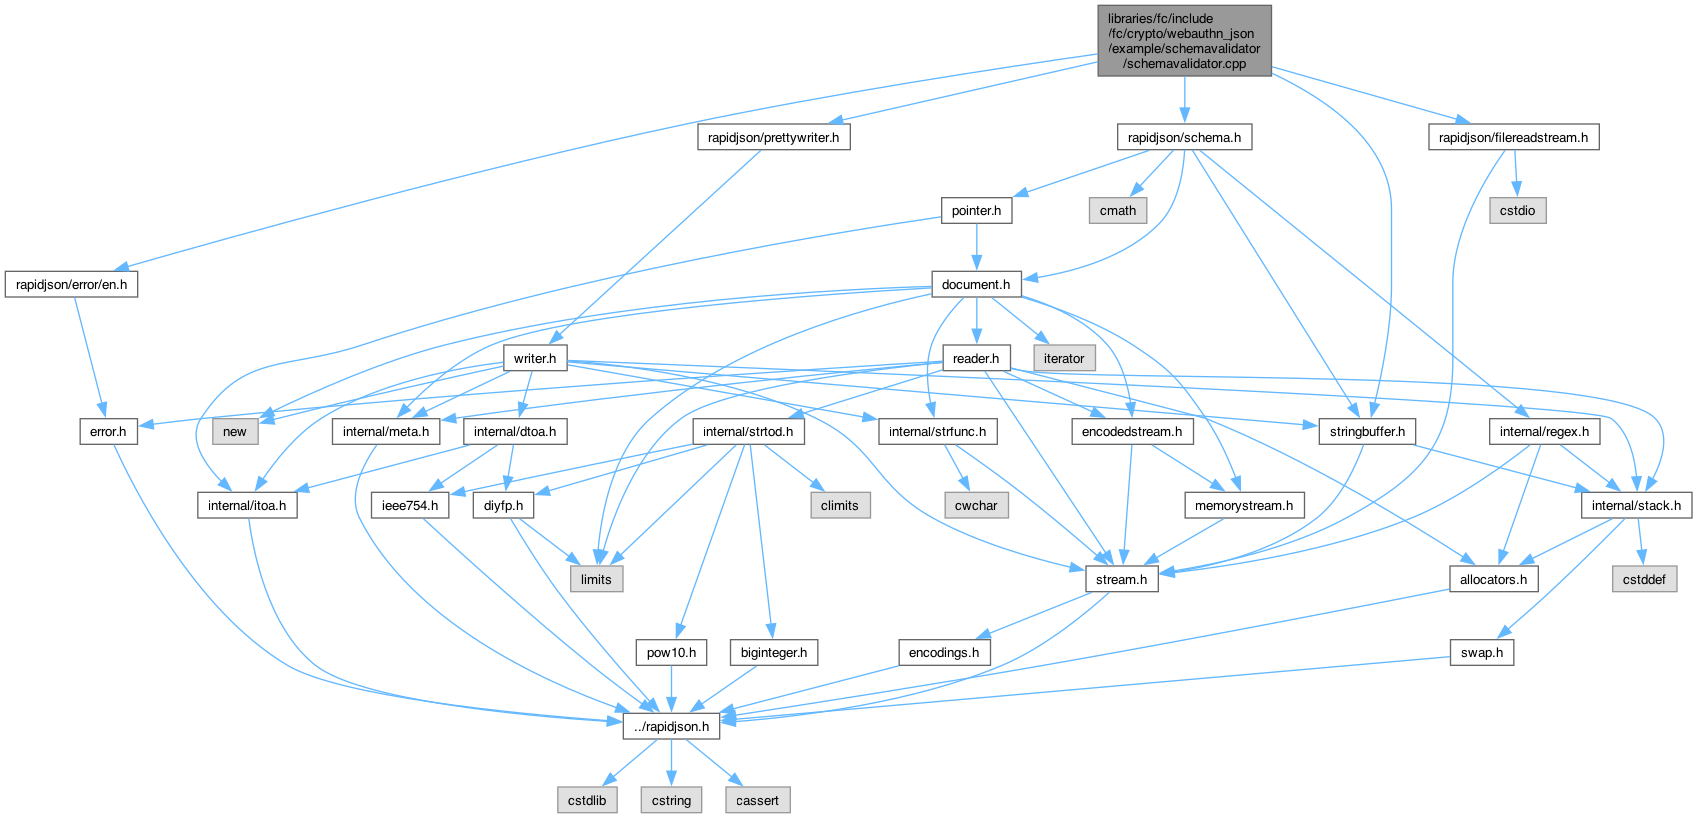 libraries/fc/include
/fc/crypto/webauthn_json
/example/schemavalidator
/schemavalidator.cpp
rapidjson/prettywriter.h
rapidjson/schema.h
rapidjson/filereadstream.h
pointer.h
cmath
cstdio
rapidjson/error/en.h
document.h
writer.h
reader.h
iterator
error.h
new
internal/meta.h
internal/dtoa.h
internal/strtod.h
internal/strfunc.h
encodedstream.h
stringbuffer.h
internal/regex.h
internal/itoa.h
ieee754.h
diyfp.h
climits
cwchar
memorystream.h
internal/stack.h
limits
stream.h
allocators.h
cstddef
pow10.h
biginteger.h
encodings.h
swap.h
../rapidjson.h
cstdlib
cstring
cassert